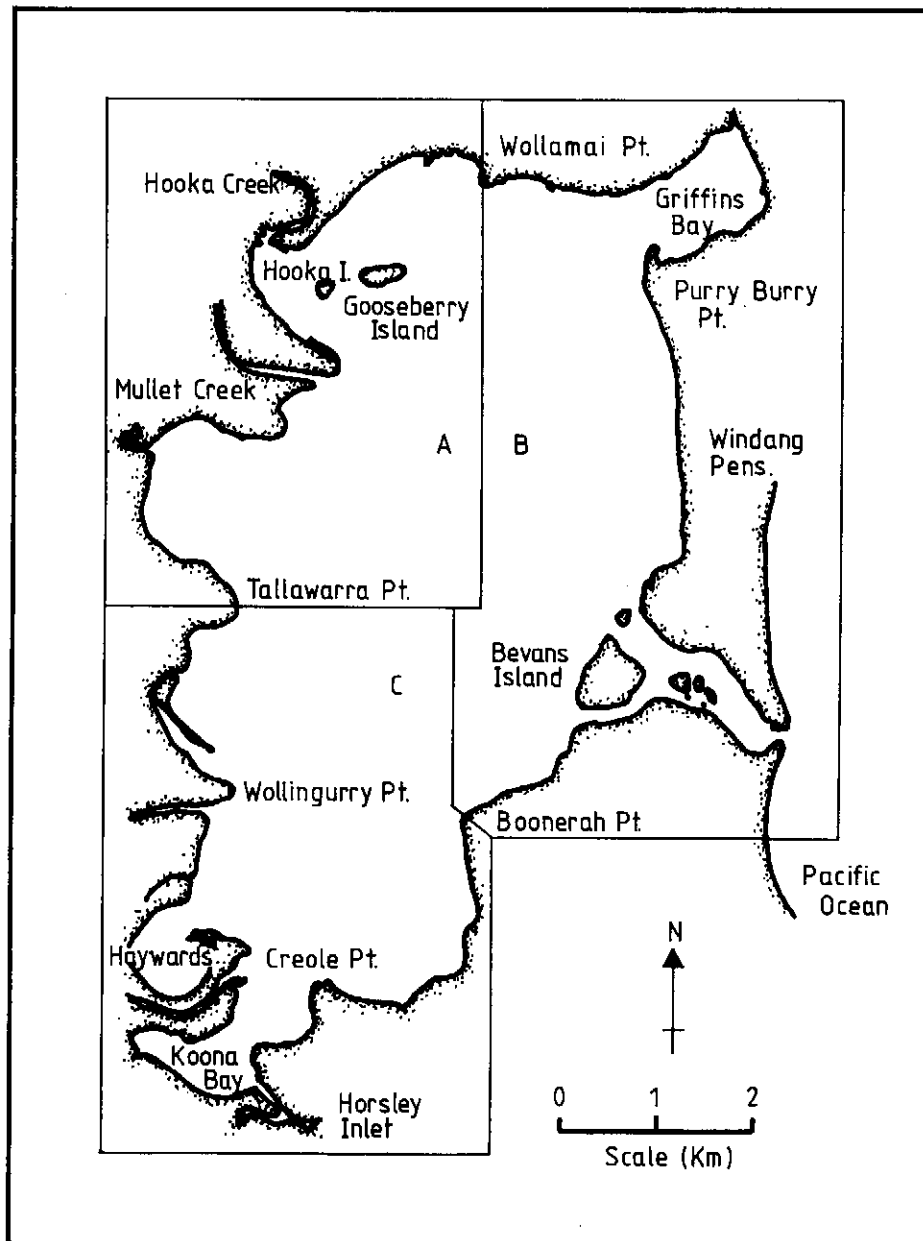 Wollamai Pt.
Hooka Creek
Griffins
Bay
Hooka I.
Gooseberry
Island
Purry Burry
Pt.
Mullet Creek
A
B
Windang
Pens.
Tallawarra Pt.
Bevans
Island
C
Wollingurry Pt.
Boonerah Pt.
Pacific
Ocean
Haywards
Creole Pt.
N
Koona
Bay
Horsley
Inlet
0 1 2
Scale (Km)